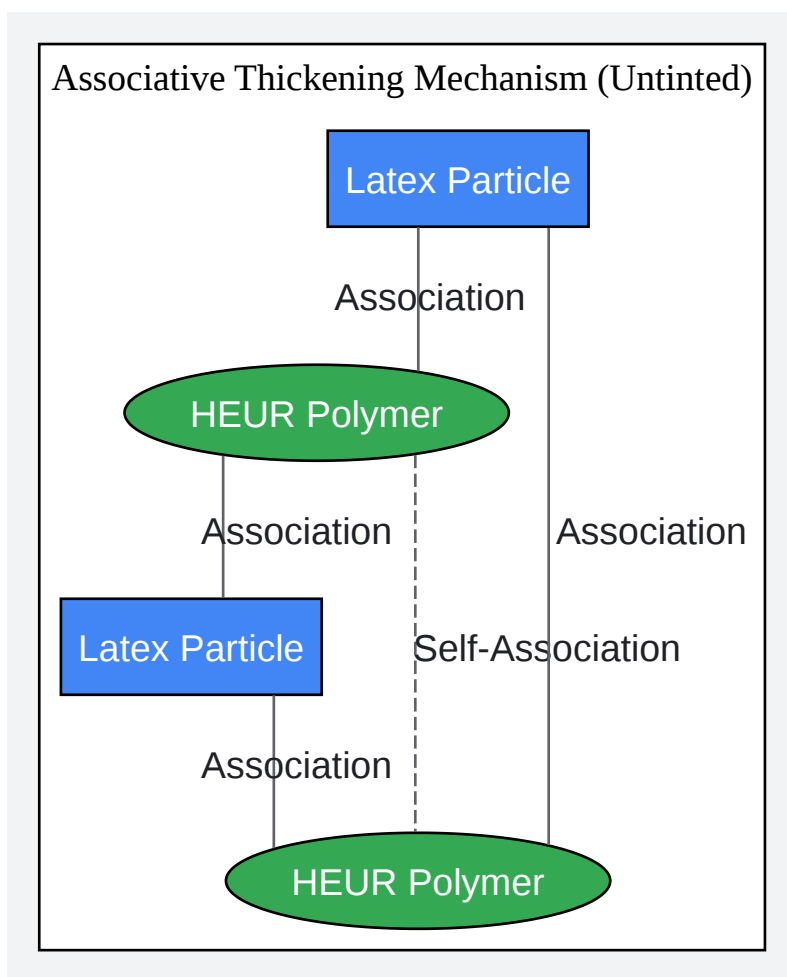 Associative Thickening Mechanism (Untinted)
Latex Particle
Association
HEUR Polymer
Association
Association
Latex Particle
Self-Association
Association
HEUR Polymer